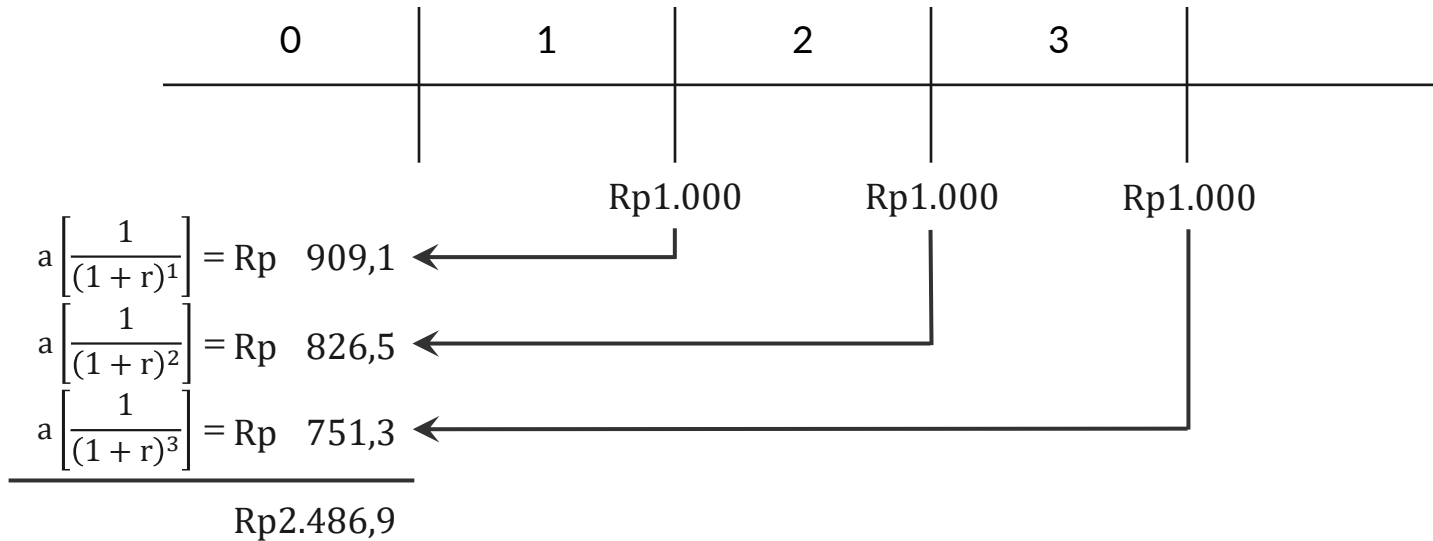 0 1 2 3
Rp1.000 Rp1.000 Rp1.000
a [1/(1 + r)¹] = Rp 909,1
a [1/(1 + r)²] = Rp 826,5
a [1/(1 + r)³] = Rp 751,3
Rp2.486,9